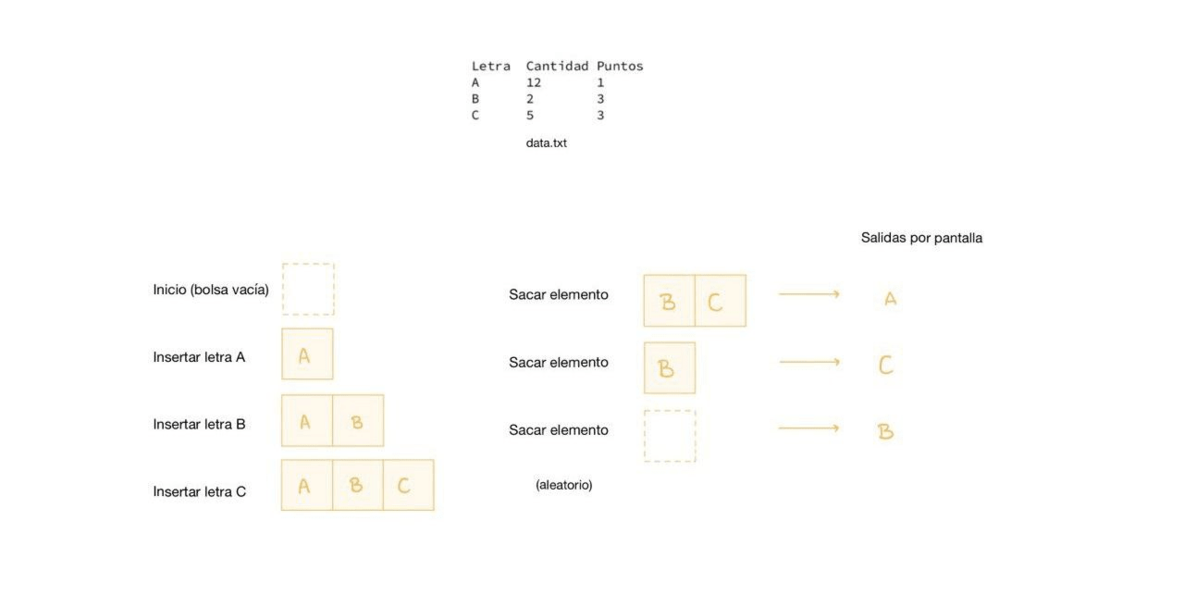 Letra Cantidad Puntos
A 12 1
B 2 3
C 5 3
data.txt
Inicio (bolsa vacía)
Insertar letra A
A
Insertar letra B
A B
Insertar letra C
A B C
Salidas por pantalla
Sacar elemento
B C
A
Sacar elemento
B
C
Sacar elemento
B
(aleatorio)